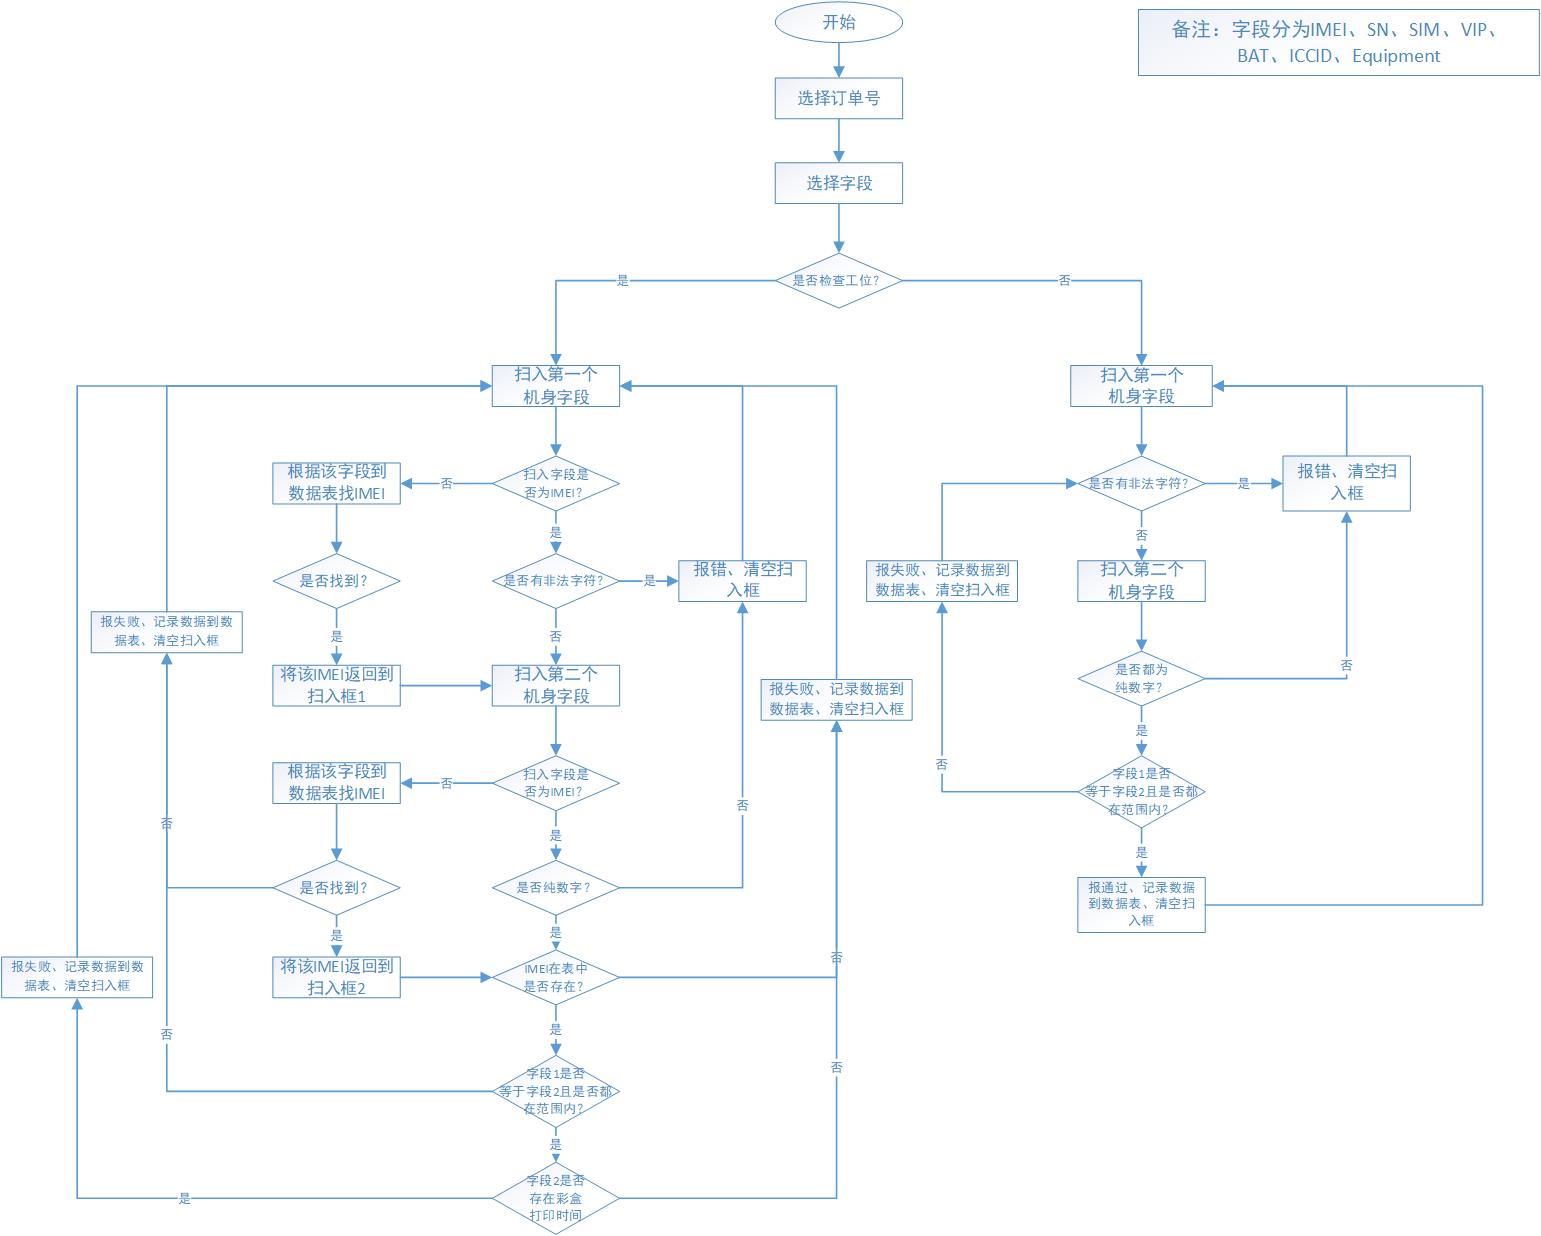 开始
备注：字段分为IMEI、SN、SIM、VIP、
BAT、ICCID、Equipment
选择订单号
选择字段
是否检查工位？
是
否
扫入第一个
机身字段
扫入第一个
机身字段
根据该字段到
数据表找IMEI
否
扫入字段是
否为IMEI？
是否有非法字符？
是
报错、清空扫
入框
是
否
是否找到？
是否有非法字符？
是
报错、清空扫
入框
报失败、记录数据到
数据表、清空扫入框
扫入第二个
机身字段
报失败、记录数据到数
据表、清空扫入框
是
否
将该IMEI返回到
扫入框1
扫入第二个
机身字段
报失败、记录数据到
数据表、清空扫入框
是否都为
纯数字？
否
是
根据该字段到
数据表找IMEI
否
扫入字段是
否为IMEI？
否
字段1是否
等于字段2且是否都
在范围内？
否
否
是
是
是否找到？
是否纯数字？
报通过、记录数据
到数据表、清空扫
入框
是
是
报失败、记录数据到数
据表、清空扫入框
将该IMEI返回到
扫入框2
IMEI在表中
是否存在？
否
否
是
字段1是否
等于字段2且是否都
在范围内？
否
是
是
字段2是否
存在彩盒
打印时间